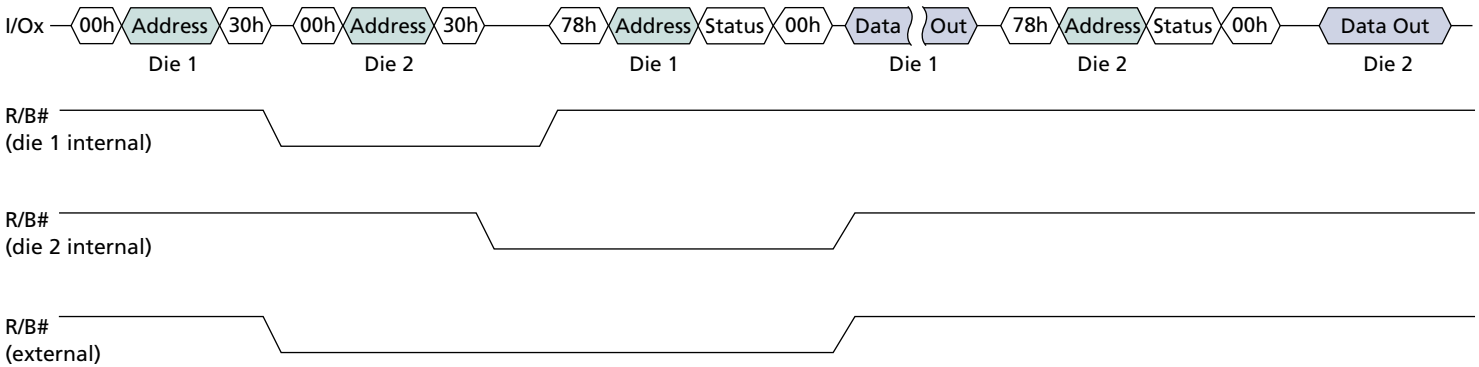 I/Ox 00h Address 30h 00h Address 30h 78h Address Status 00h Data Out 78h Address Status 00h Data Out
Die 1 Die 2 Die 1 Die 1 Die 2 Die 2
R/B#
(die 1 internal)
R/B#
(die 2 internal)
R/B#
(external)